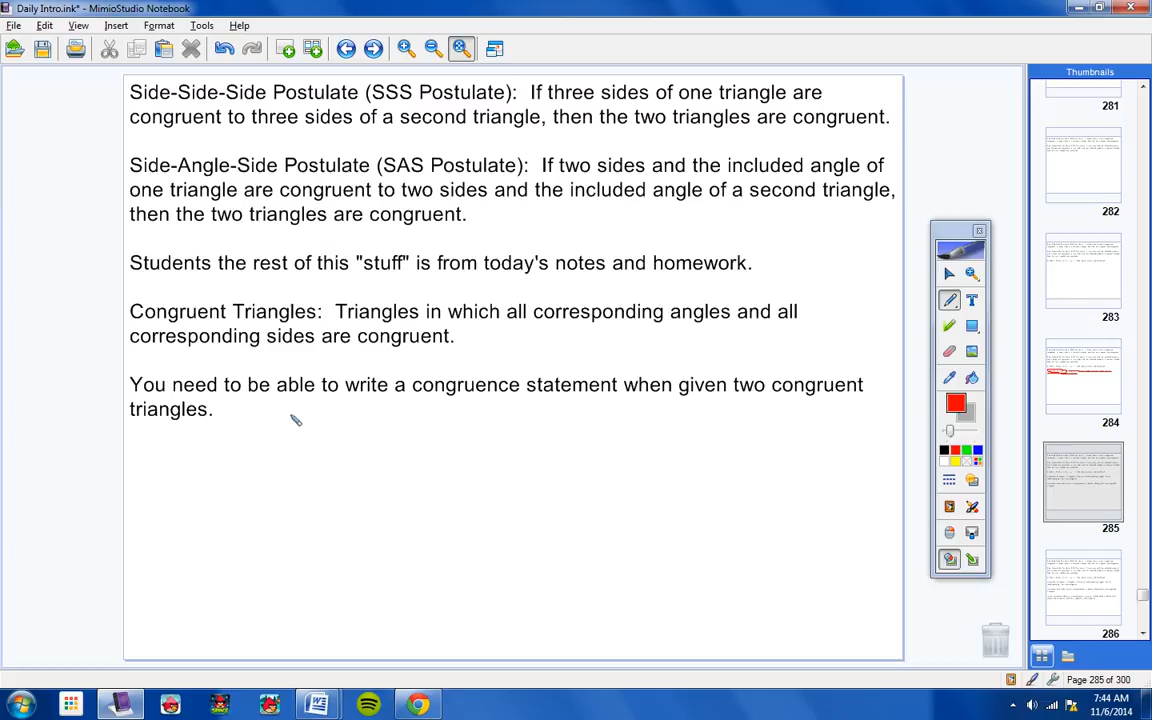 Daily Intro.ink* - MimioStudio Notebook
File Edit View Insert Format Tools Help
Side-Side-Side Postulate (SSS Postulate):  If three sides of one triangle are
congruent to three sides of a second triangle, then the two triangles are congruent.
Side-Angle-Side Postulate (SAS Postulate):  If two sides and the included angle of
one triangle are congruent to two sides and the included angle of a second triangle,
then the two triangles are congruent.
Students the rest of this "stuff" is from today's notes and homework.
Congruent Triangles:  Triangles in which all corresponding angles and all
corresponding sides are congruent.
You need to be able to write a congruence statement when given two congruent
triangles.
T
Thumbnails
281
282
283
284
285
286
Page 285 of 300
W
7:44 AM
11/6/2014